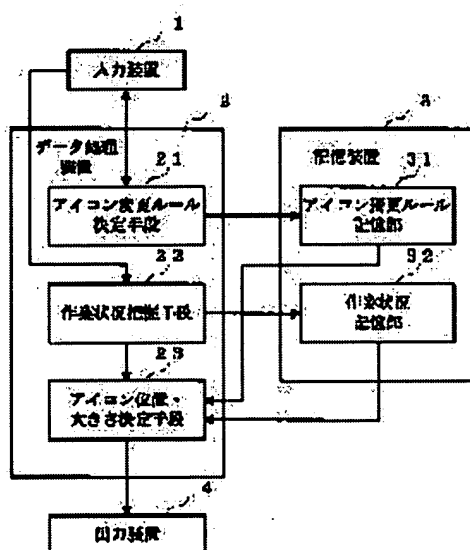 1
入力装置
2
3
データ処理
装置
記憶装置
21
31
アイコン変更ルール
決定手段
アイコン変更ルール
記憶部
22
32
作業状況把握手段
作業状況
記憶部
23
アイコン位置・
大きさ決定手段
4
出力装置